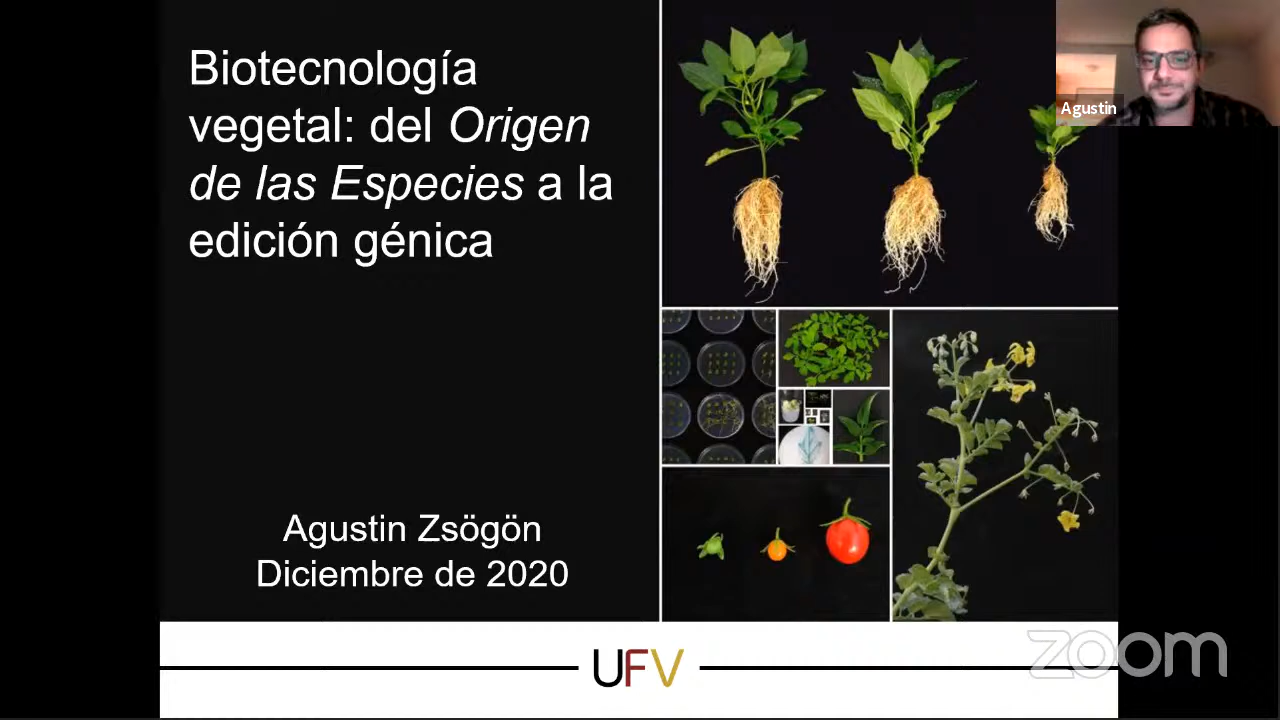 Biotecnología
vegetal: del Origen
de las Especies a la
edición génica
Agustin
Agustin Zsögön
Diciembre de 2020
UFV
zoom